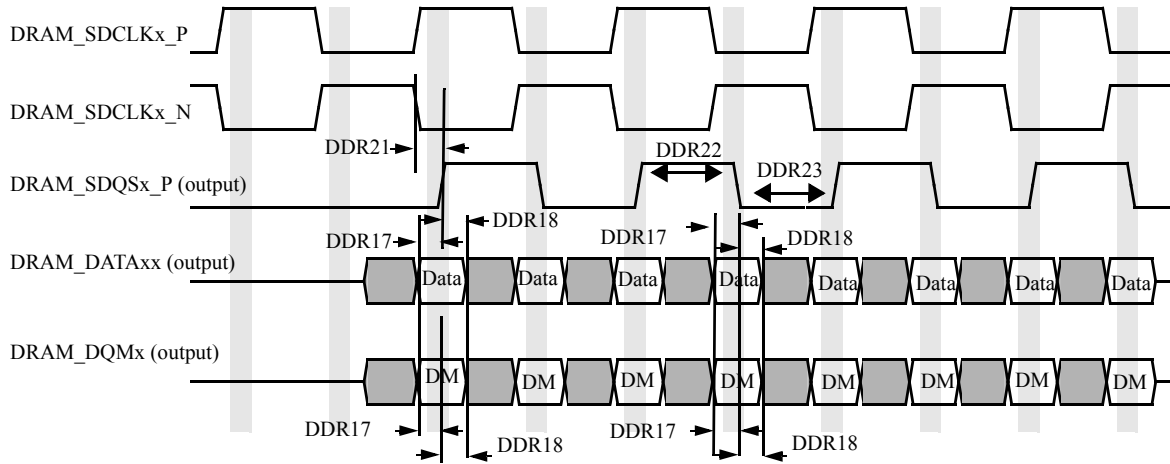 DRAM_SDCLKx_P
DRAM_SDCLKx_N
DDR21
DDR22
DDR23
DRAM_SDQSx_P (output)
DDR18
DDR17
DDR17
DDR18
DRAM_DATAxx (output)
Data Data Data Data Data Data Data Data
DRAM_DQMx (output)
DM DM DM DM DM DM DM DM
DDR17
DDR18
DDR17
DDR18